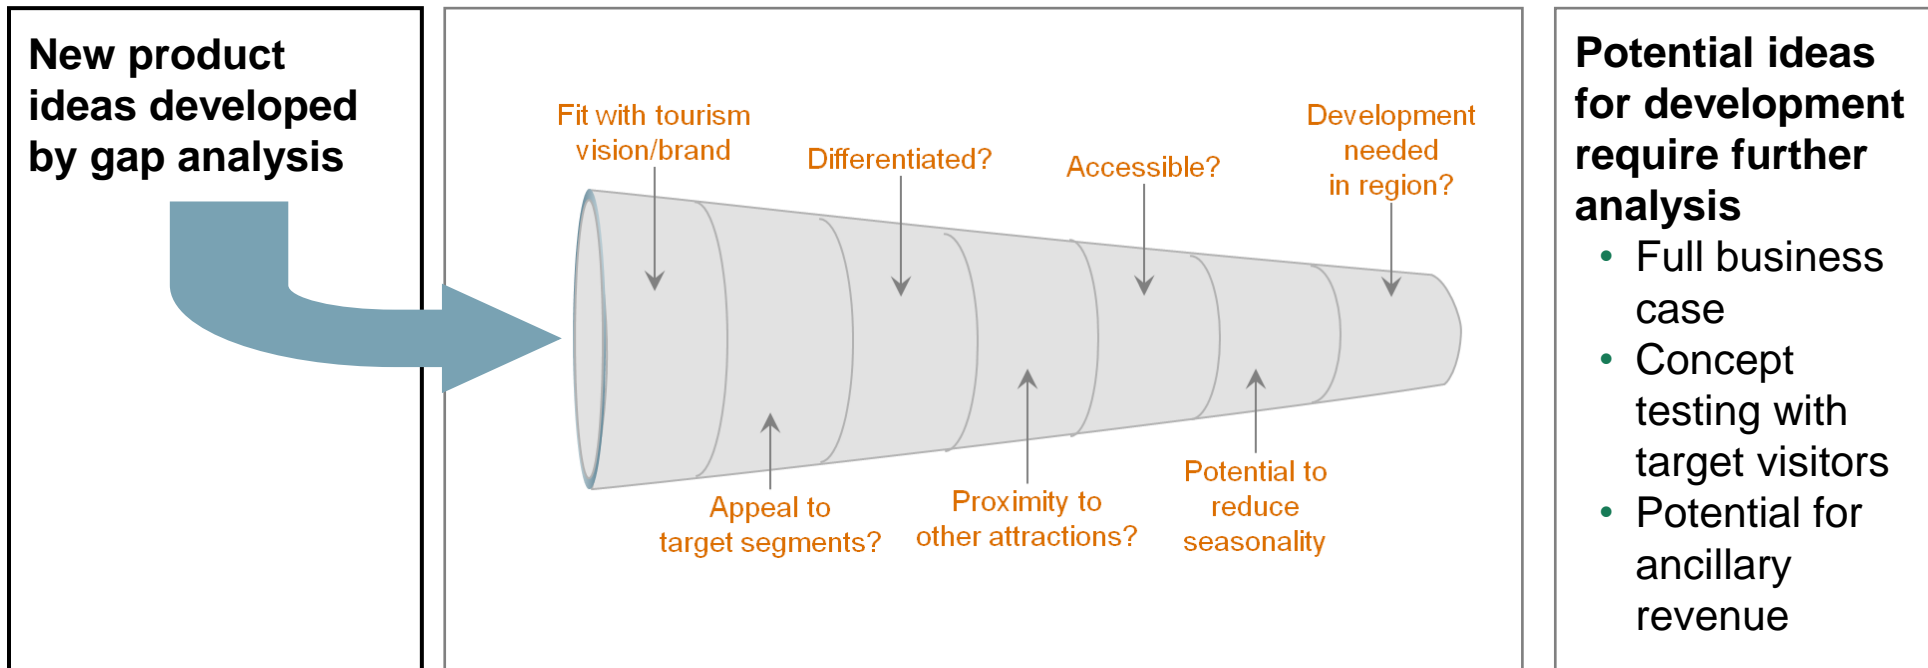 New product
ideas developed
by gap analysis
Fit with tourism
vision/brand
Differentiated?
Accessible?
Development
needed
in region?
Appeal to
target segments?
Proximity to
other attractions?
Potential to
reduce
seasonality
Potential ideas
for development
require further
analysis
• Full business
case
• Concept
testing with
target visitors
• Potential for
ancillary
revenue